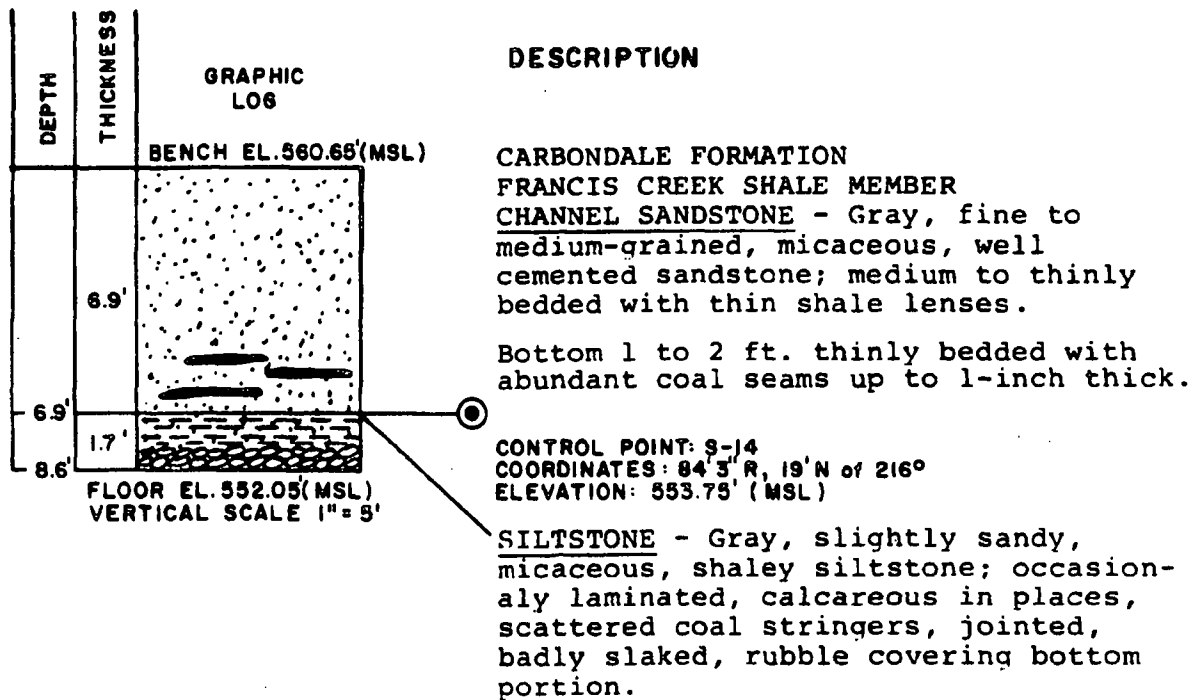 DEPTH
THICKNESS
GRAPHIC
LOG
DESCRIPTION
BENCH EL.560.65'(MSL)
CARBONDALE FORMATION
FRANCIS CREEK SHALE MEMBER
CHANNEL SANDSTONE - Gray, fine to
medium-grained, micaceous, well
cemented sandstone; medium to thinly
bedded with thin shale lenses.
6.9'
Bottom 1 to 2 ft. thinly bedded with
abundant coal seams up to 1-inch thick.
6.9'
1.7'
8.6'
CONTROL POINT: S-14
COORDINATES: 84'3" R, 19'N of 216°
ELEVATION: 553.75' (MSL)
FLOOR EL. 552.05'(MSL)
VERTICAL SCALE 1"= 5'
SILTSTONE - Gray, slightly sandy,
micaceous, shaley siltstone; occasion-
aly laminated, calcareous in places,
scattered coal stringers, jointed,
badly slaked, rubble covering bottom
portion.